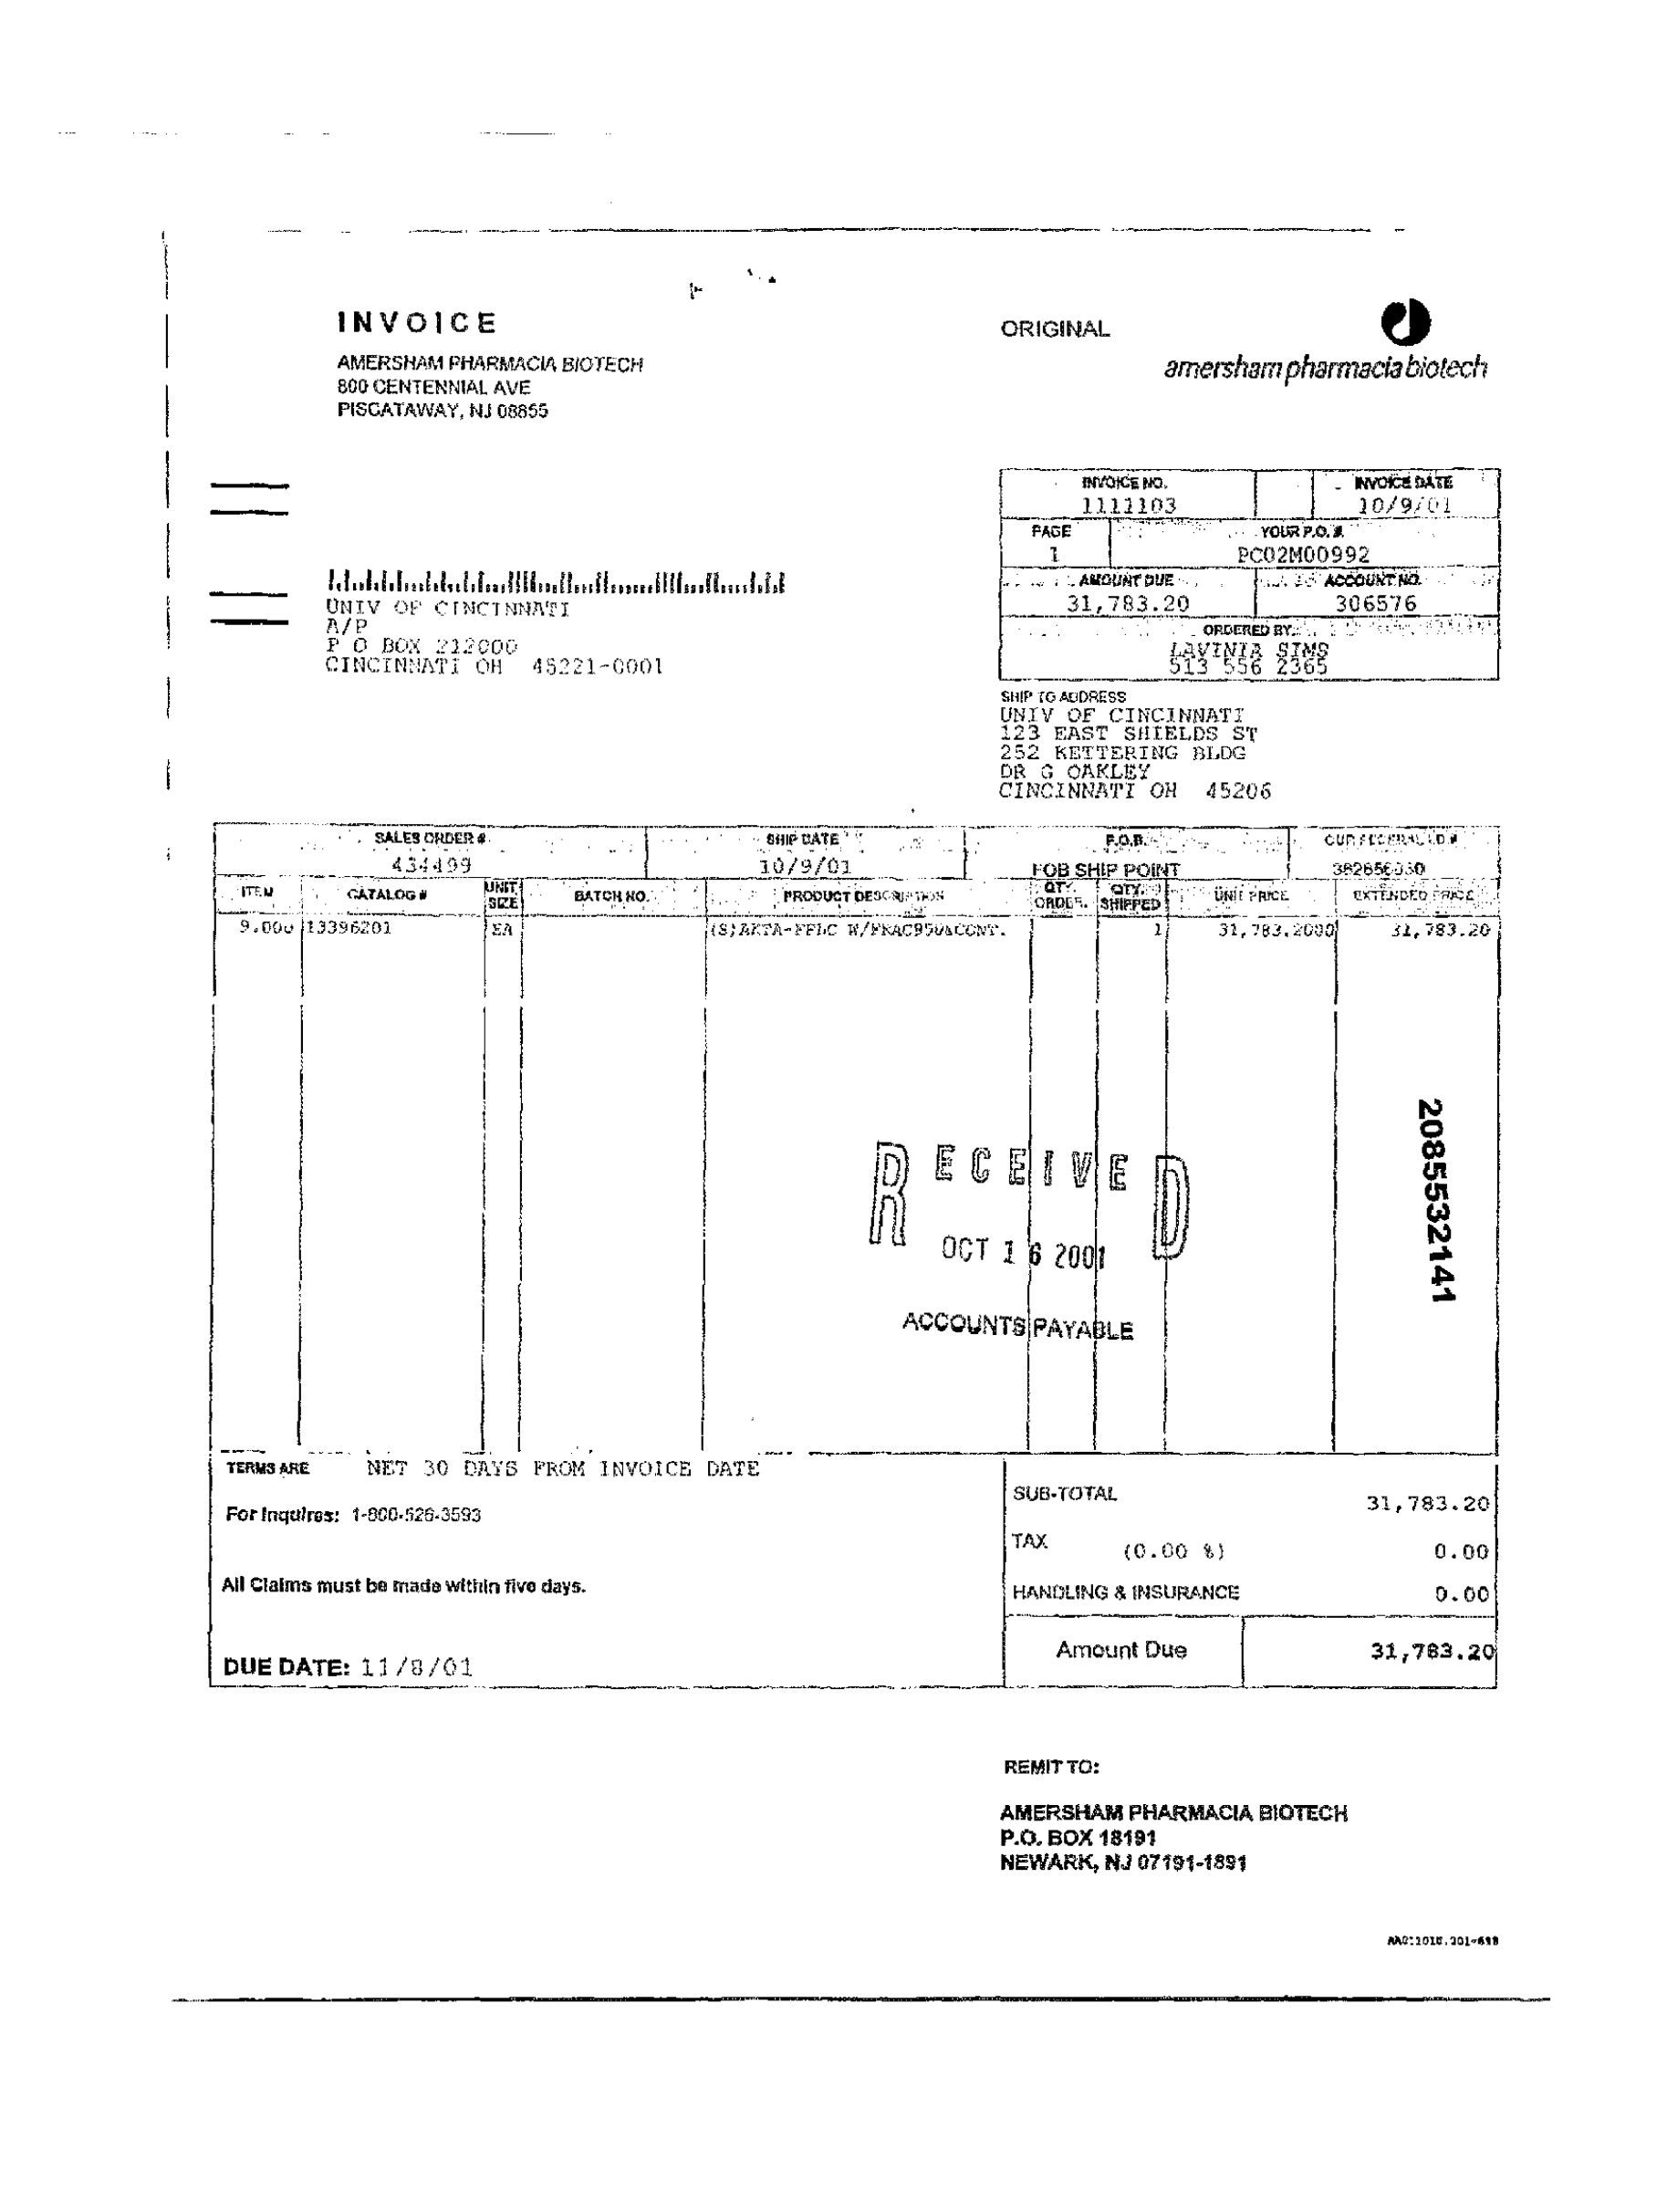 INVOICE
AMERSHAM PHARMACIA BIOTECH
800 CENTENNIAL AVE
PISCATAWAY, NJ 08855
ORIGINAL
amersham pharmacia biotech
INVOICE NO. INVOICE DATE
1111103 10/9/01
PAGE YOUR P.O. #
1 PC02M00992
AMOUNT DUE ACCOUNT NO.
31,783.20 306576
ORDERED BY
LAVINIA SIMS
513 556 2365
UNIV OF CINCINNATI
A/P
P O BOX 212000
CINCINNATI OH 45221-0001
SHIP TO ADDRESS
UNIV OF CINCINNATI
123 EAST SHIELDS ST
252 KETTERING BLDG
DR G OAKLEY
CINCINNATI OH 45206
SALES ORDER # SHIP DATE F.O.B. OUR FEDERAL I.D #
434499 10/9/01 FOB SHIP POINT
ITEM CATALOG # UNIT SIZE BATCH NO. PRODUCT DESCRIPTION QTY. ORDER. QTY. SHIPPED UNIT PRICE EXTENDED PRICE
9.000 13396201 EA (S)AKTA-FPLC W/FRAC950&CONT. 1 31,783.2000 31,783.20
2085532141
RECEIVED
OCT 16 2001
ACCOUNTS PAYABLE
TERMS ARE NET 30 DAYS FROM INVOICE DATE
For Inquires: 1-800-526-3593
All Claims must be made within five days.
DUE DATE: 11/8/01
SUB-TOTAL 31,783.20
TAX (0.00 %) 0.00
HANDLING & INSURANCE 0.00
Amount Due 31,783.20
REMIT TO:
AMERSHAM PHARMACIA BIOTECH
P.O. BOX 18191
NEWARK, NJ 07191-1891